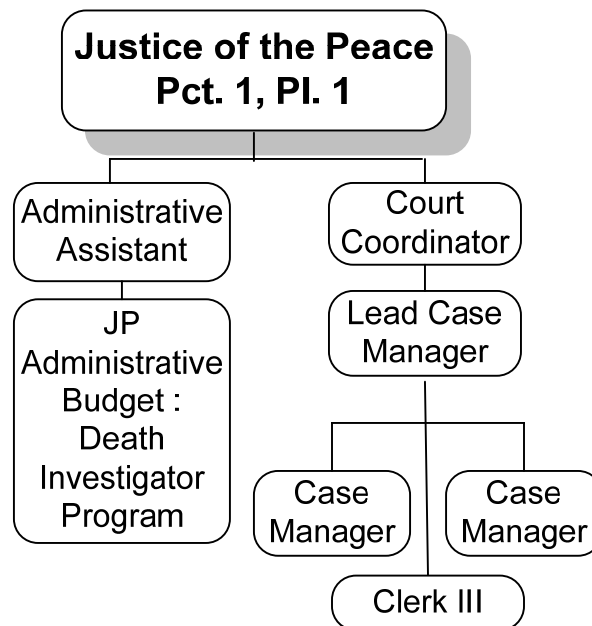 Justice of the Peace
Pct. 1, Pl. 1
Administrative
Assistant
Court
Coordinator
JP
Administrative
Budget :
Death
Investigator
Program
Lead Case
Manager
Case
Manager
Case
Manager
Clerk III